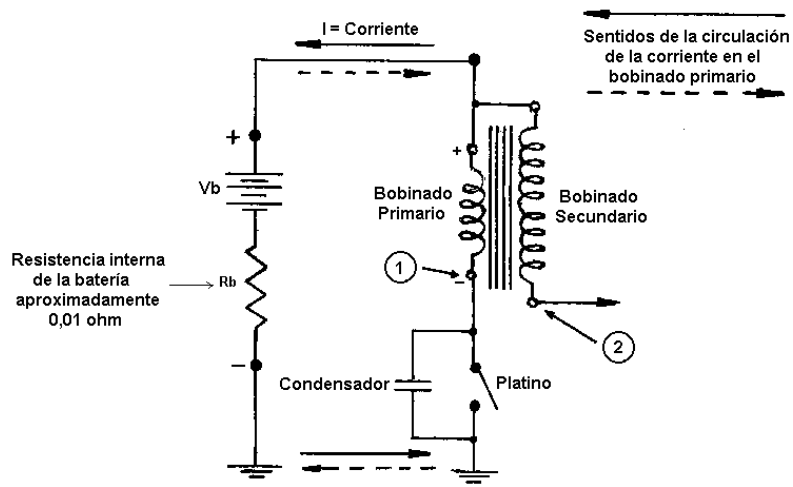 I = Corriente
Sentidos de la circulación
de la corriente en el
bobinado primario
+
Vb
Resistencia interna
de la batería
aproximadamente
0,01 ohm
Rb
−
+
Bobinado
Primario
Bobinado
Secundario
1
−
2
Condensador
Platino